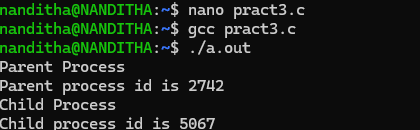 nanditha@NANDITHA:~$ nano pract3.c
nanditha@NANDITHA:~$ gcc pract3.c
nanditha@NANDITHA:~$ ./a.out
Parent Process
Parent process id is 2742
Child Process
Child process id is 5067